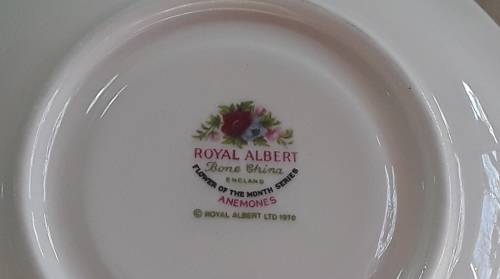 ROYAL ALBERT
Bone China
ENGLAND
FLOWER OF THE MONTH SERIES
ANEMONES
© ROYAL ALBERT LTD 1970